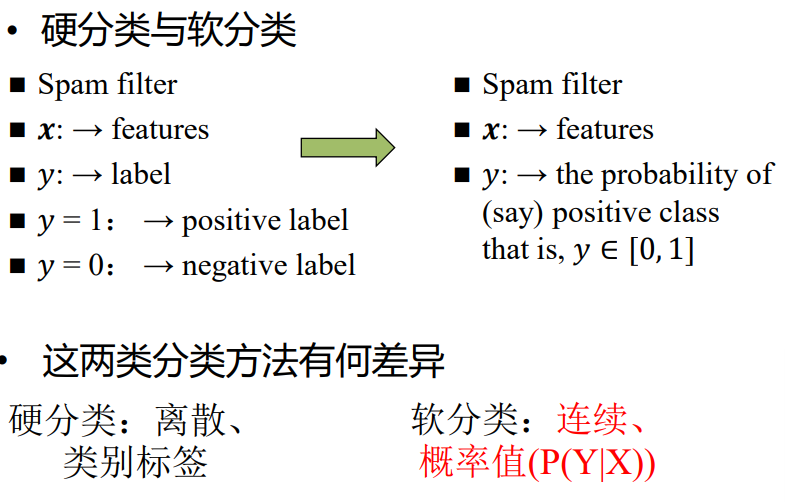 • 硬分类与软分类
■ Spam filter
■ x: → features
■ y: → label
■ y = 1： → positive label
■ y = 0： → negative label
■ Spam filter
■ x: → features
■ y: → the probability of
(say) positive class
that is, y ∈ [0, 1]
• 这两类分类方法有何差异
硬分类：离散、
类别标签
软分类：连续、
概率值(P(Y|X))